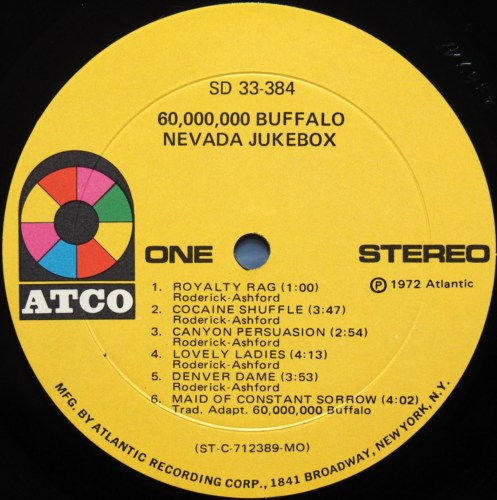 SD 33-384
60,000,000 BUFFALO
NEVADA JUKEBOX
ATCO
ONE
STEREO
Ⓟ 1972 Atlantic
1. ROYALTY RAG (1:00)
Roderick-Ashford
2. COCAINE SHUFFLE (3:47)
Roderick-Ashford
3. CANYON PERSUASION (2:54)
Roderick-Ashford
4. LOVELY LADIES (4:13)
Roderick-Ashford
5. DENVER DAME (3:53)
Roderick-Ashford
6. MAID OF CONSTANT SORROW (4:02)
Trad. Adapt. 60,000,000 Buffalo
(ST-C-712389-MO)
MFG. BY ATLANTIC RECORDING CORP., 1841 BROADWAY, NEW YORK, N.Y.